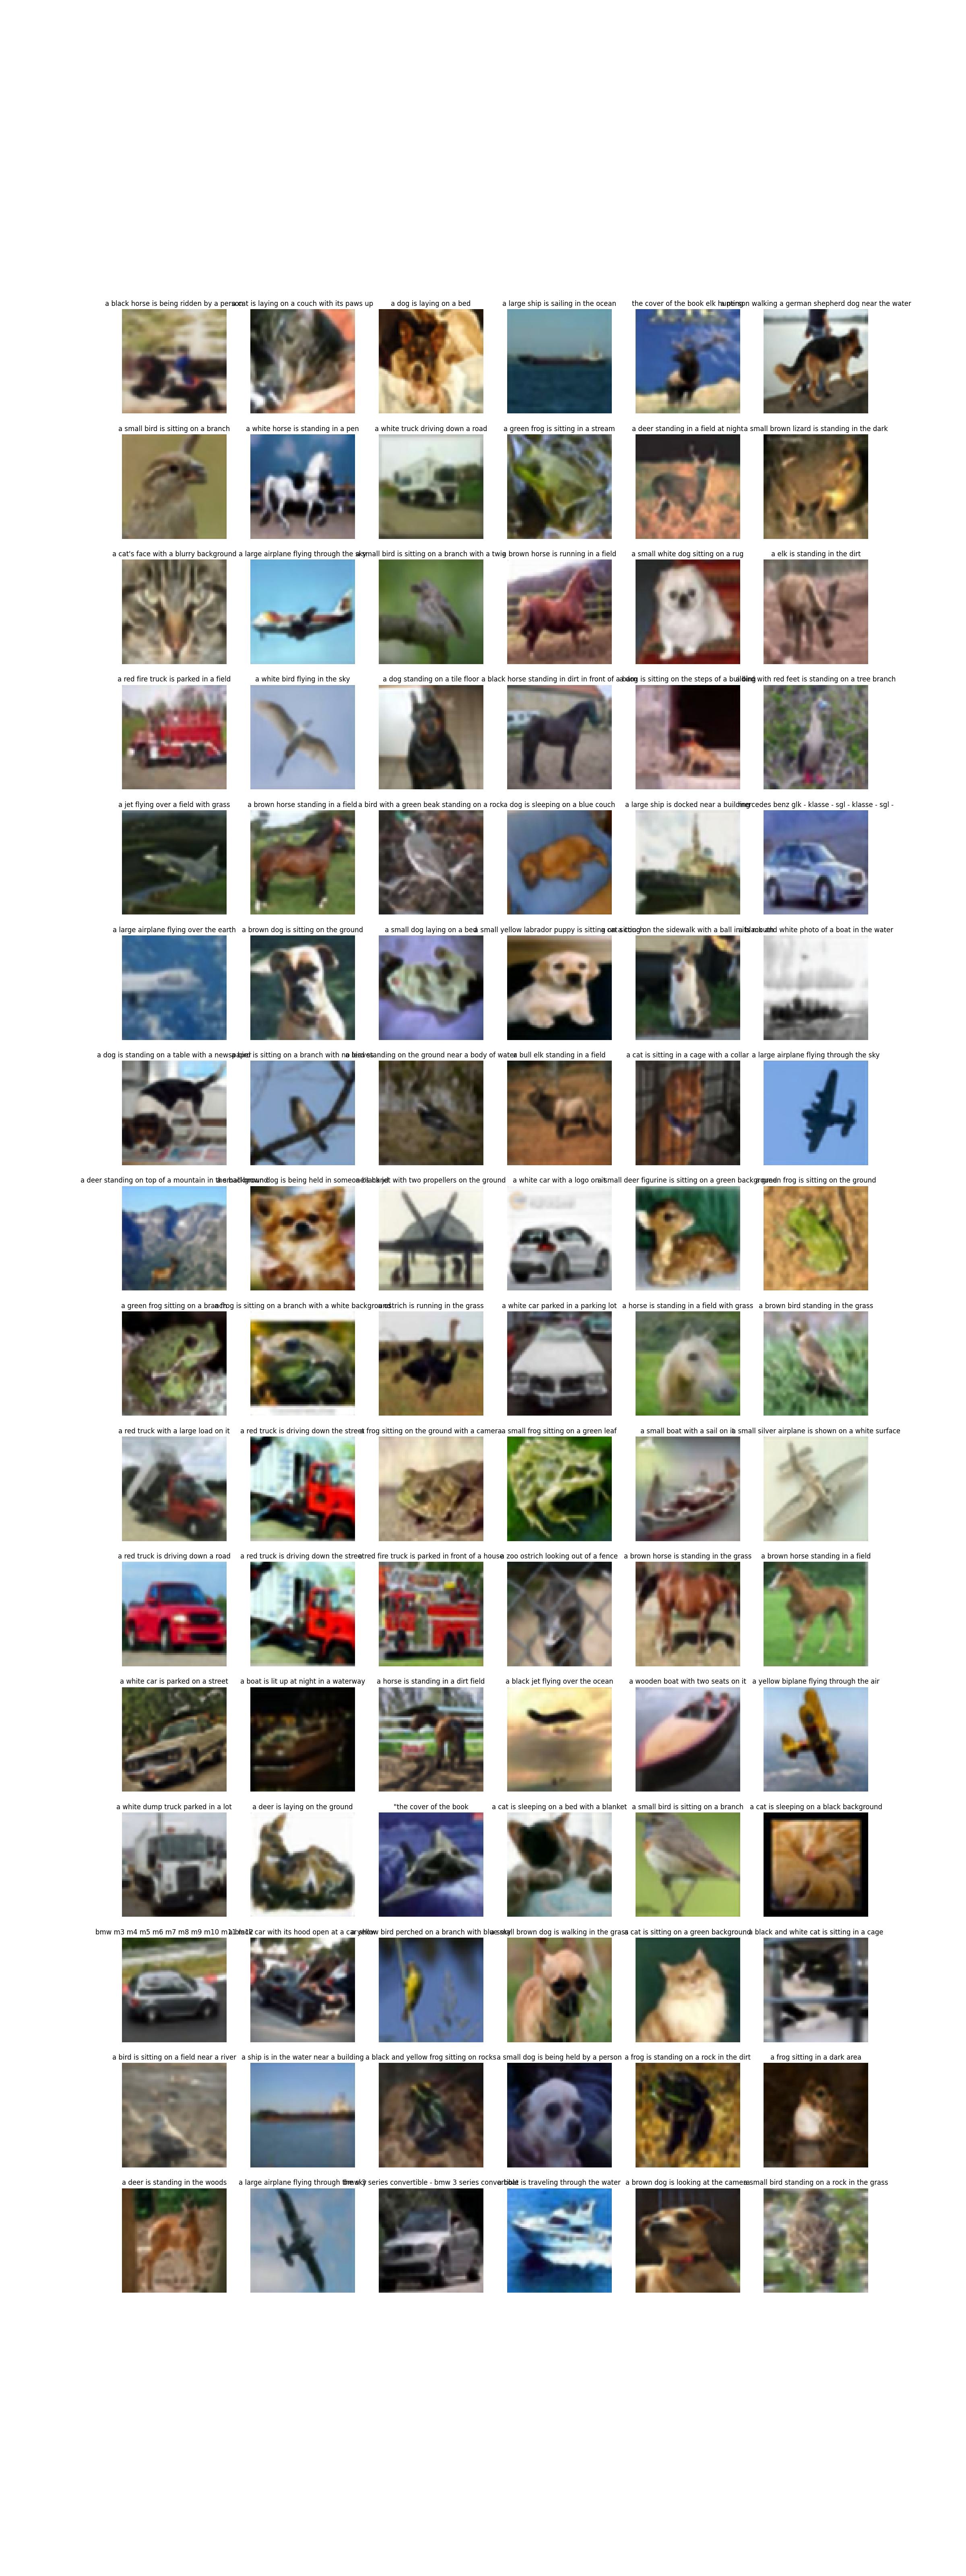 a black horse is being ridden by a person
a cat is laying on a couch with its paws up
a dog is laying on a bed
a large ship is sailing in the ocean
the cover of the book elk hunting
a person walking a german shepherd dog near the water
a small bird is sitting on a branch
a white horse is standing in a pen
a white truck driving down a road
a green frog is sitting in a stream
a deer standing in a field at night
a small brown lizard is standing in the dark
a cat's face with a blurry background
a large airplane flying through the sky
a small bird is sitting on a branch with a twig
a brown horse is running in a field
a small white dog sitting on a rug
a elk is standing in the dirt
a red fire truck is parked in a field
a white bird flying in the sky
a dog standing on a tile floor
a black horse standing in dirt in front of a barn
a dog is sitting on the steps of a building
a bird with red feet is standing on a tree branch
a jet flying over a field with grass
a brown horse standing in a field
a bird with a green beak standing on a rock
a dog is sleeping on a blue couch
a large ship is docked near a building
mercedes benz glk - klasse - sgl - klasse - sgl -
a large airplane flying over the earth
a brown dog is sitting on the ground
a small dog laying on a bed
a small yellow labrador puppy is sitting on a couch
a cat sitting on the sidewalk with a ball in its mouth
a black and white photo of a boat in the water
a dog is standing on a table with a newspaper
a bird is sitting on a branch with no leaves
a bird standing on the ground near a body of water
a bull elk standing in a field
a cat is sitting in a cage with a collar
a large airplane flying through the sky
a deer standing on top of a mountain in the background
a small brown dog is being held in someone's hand
a black jet with two propellers on the ground
a white car with a logo on it
a small deer figurine is sitting on a green background
a green frog is sitting on the ground
a green frog sitting on a branch
a frog is sitting on a branch with a white background
a ostrich is running in the grass
a white car parked in a parking lot
a horse is standing in a field with grass
a brown bird standing in the grass
a red truck with a large load on it
a red truck is driving down the street
a frog sitting on the ground with a camera
a small frog sitting on a green leaf
a small boat with a sail on it
a small silver airplane is shown on a white surface
a red truck is driving down a road
a red truck is driving down the street
a red fire truck is parked in front of a house
a zoo ostrich looking out of a fence
a brown horse is standing in the grass
a brown horse standing in a field
a white car is parked on a street
a boat is lit up at night in a waterway
a horse is standing in a dirt field
a black jet flying over the ocean
a wooden boat with two seats on it
a yellow biplane flying through the air
a white dump truck parked in a lot
a deer is laying on the ground
"the cover of the book
a cat is sleeping on a bed with a blanket
a small bird is sitting on a branch
a cat is sleeping on a black background
bmw m3 m4 m5 m6 m7 m8 m9 m10 m11 m12
a black car with its hood open at a car show
a yellow bird perched on a branch with blue sky
a small brown dog is walking in the grass
a cat is sitting on a green background
a black and white cat is sitting in a cage
a bird is sitting on a field near a river
a ship is in the water near a building
a black and yellow frog sitting on rocks
a small dog is being held by a person
a frog is standing on a rock in the dirt
a frog sitting in a dark area
a deer is standing in the woods
a large airplane flying through the sky
bmw 3 series convertible - bmw 3 series convertible
a boat is traveling through the water
a brown dog is looking at the camera
a small bird standing on a rock in the grass